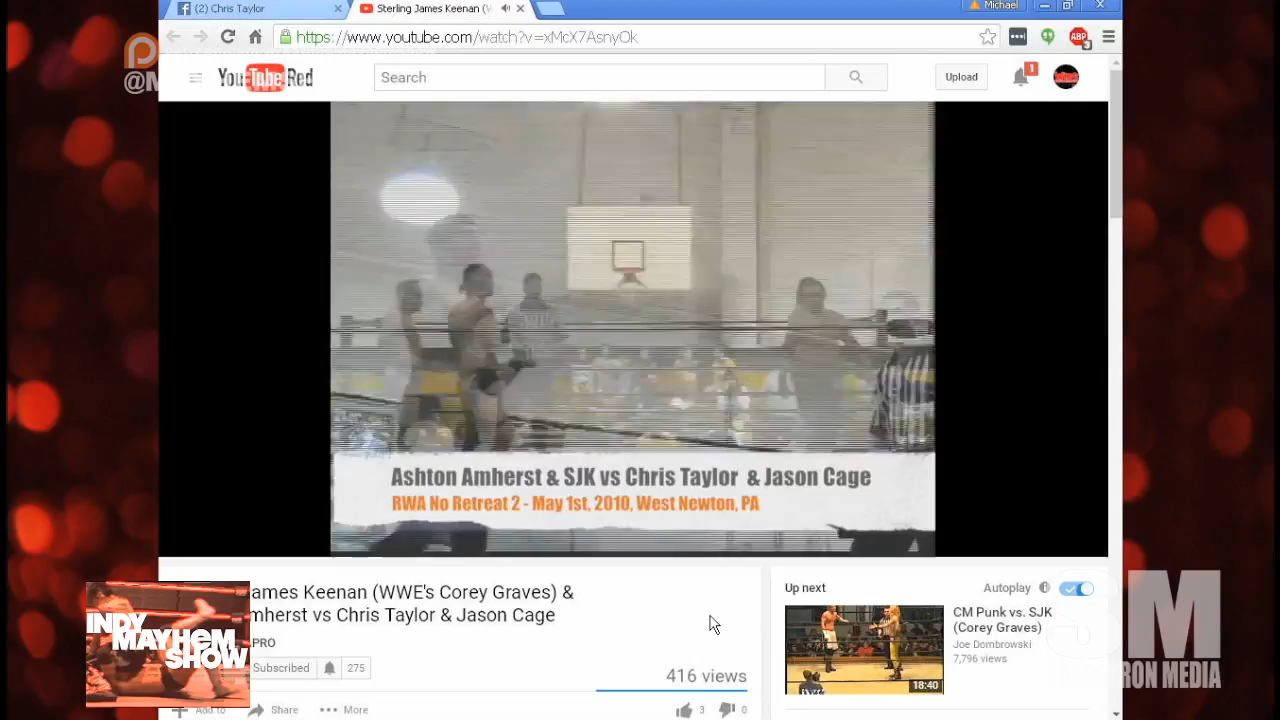 (2) Chris Taylor
Sterling James Keenan (W
Michael
https://www.youtube.com/watch?v=xMcX7AsnyOk
ABP
3
@M
You Tube Red
Search
Upload
1
Ashton Amherst & SJK vs Chris Taylor & Jason Cage
RWA No Retreat 2 - May 1st, 2010, West Newton, PA
ames Keenan (WWE's Corey Graves) &
mherst vs Chris Taylor & Jason Cage
PRO
Subscribed
275
416 views
Add to
Share
More
3
0
INDY
MAYHEM
SHOW
Up next
Autoplay
CM Punk vs. SJK
(Corey Graves)
Joe Dombrowski
7,796 views
18:40
M
RON MEDIA